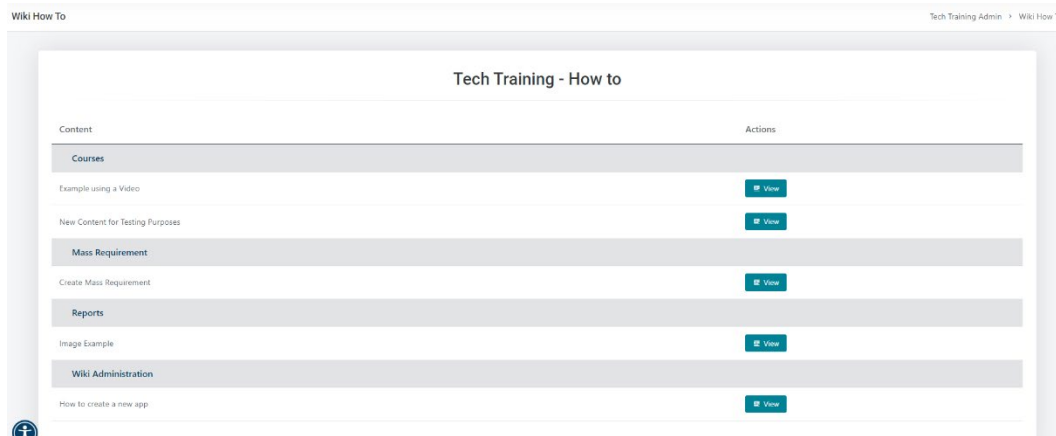 Wiki How To
Tech Training Admin > Wiki How
Tech Training - How to
Content Actions
Courses
Example using a Video View
New Content for Testing Purposes View
Mass Requirement
Create Mass Requirement View
Reports
Image Example View
Wiki Administration
How to create a new app View